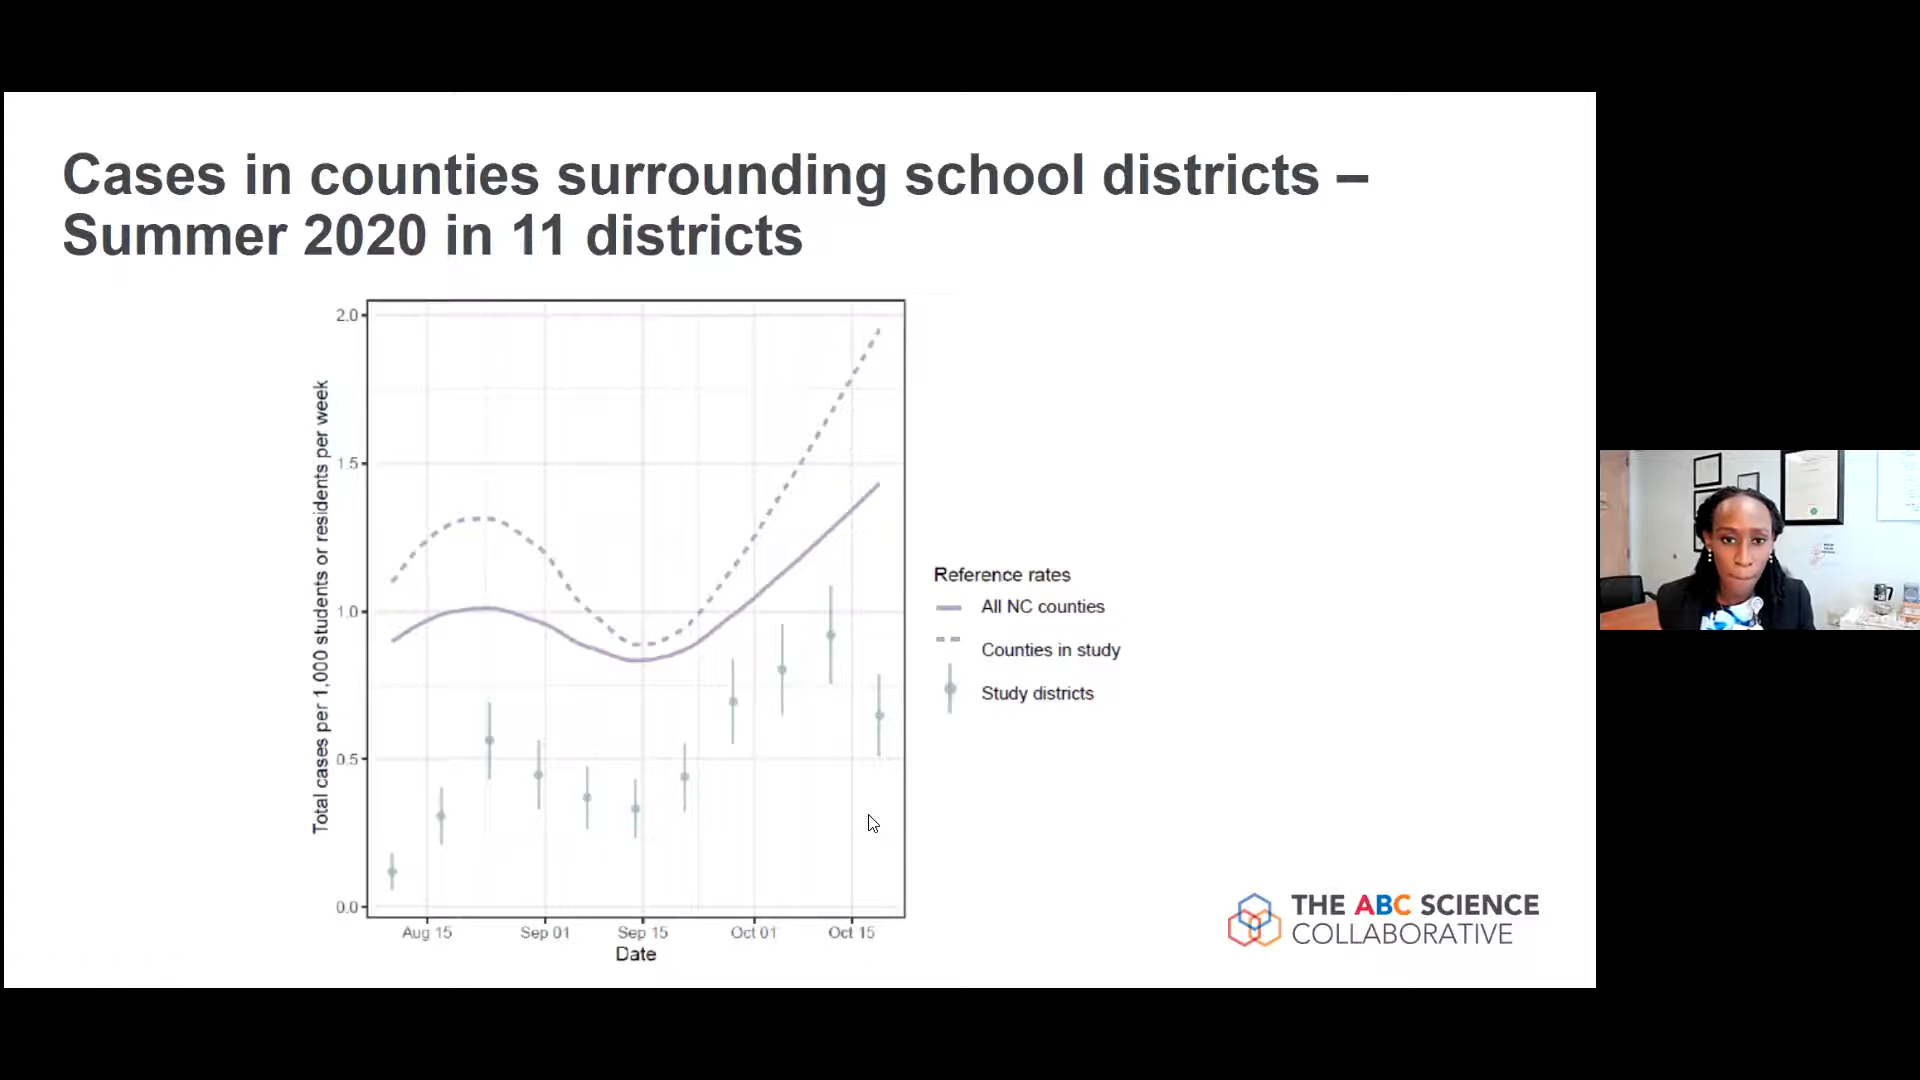 Cases in counties surrounding school districts –
Summer 2020 in 11 districts
Total cases per 1,000 students or residents per week
2.0
1.5
1.0
0.5
0.0
Aug 15
Sep 01
Sep 15
Oct 01
Oct 15
Date
Reference rates
All NC counties
Counties in study
Study districts
THE ABC SCIENCE
COLLABORATIVE